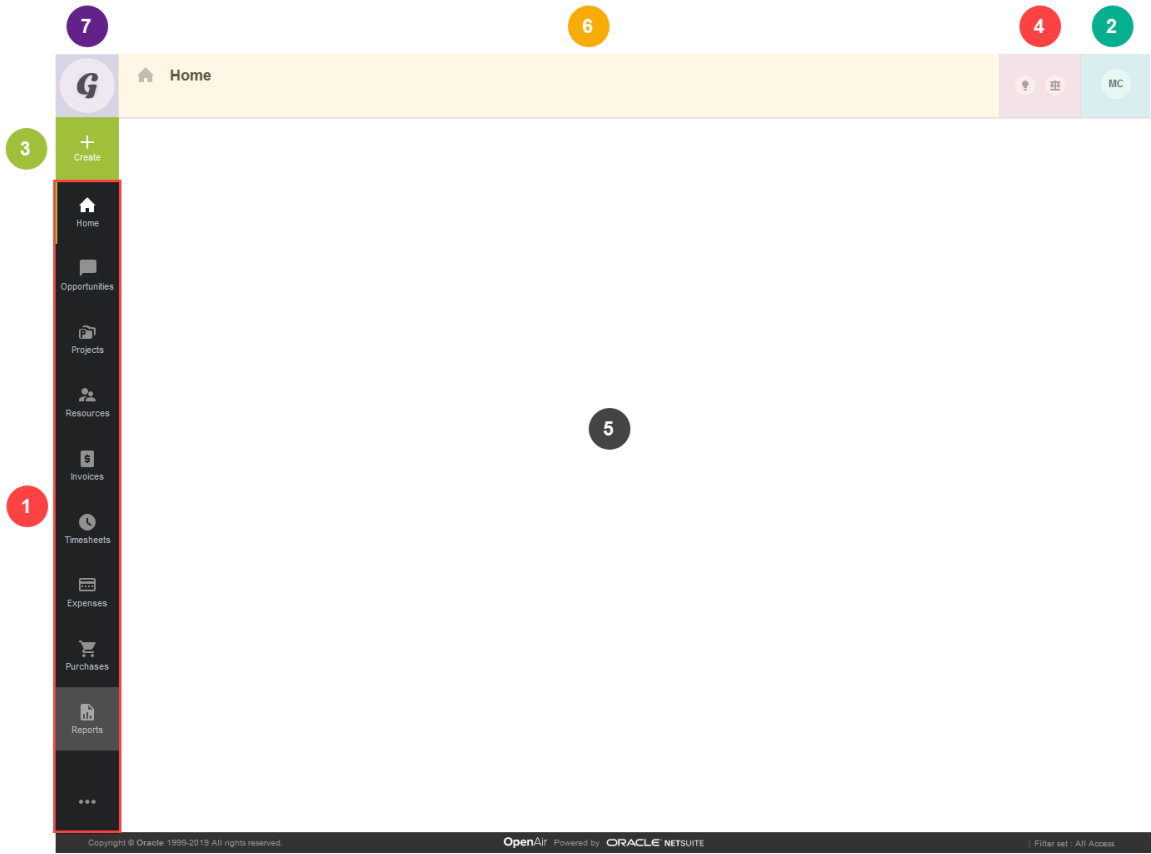 7
6
4
2
G
Home
MC
3
Create
Home
Opportunities
Projects
Resources
5
$
Invoices
1
Timesheets
Expenses
Purchases
Reports
Copyright © Oracle 1999-2019 All rights reserved.
OpenAir Powered by ORACLE NETSUITE
| Filter set : All Access